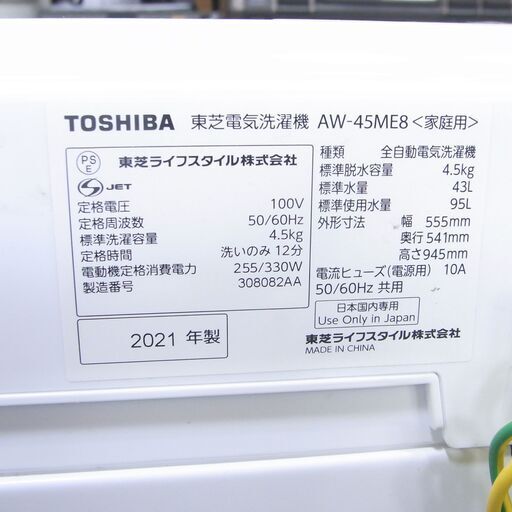 TOSHIBA 東芝電気洗濯機 AW-45ME8<家庭用>
PS E 東芝ライフスタイル株式会社
S JET
定格電圧 100V
定格周波数 50/60Hz
標準洗濯容量 4.5kg
定格時間 洗いのみ 12分
電動機定格消費電力 255/330W
製造番号 308082AA
2021 年製
種類 全自動電気洗濯機
標準脱水容量 4.5kg
標準水量 43L
標準使用水量 95L
外形寸法 幅 555mm
奥行 541mm
高さ 945mm
電流ヒューズ(電源用) 10A
50/60Hz 共用
日本国内専用
Use Only in Japan
東芝ライフスタイル株式会社
MADE IN CHINA